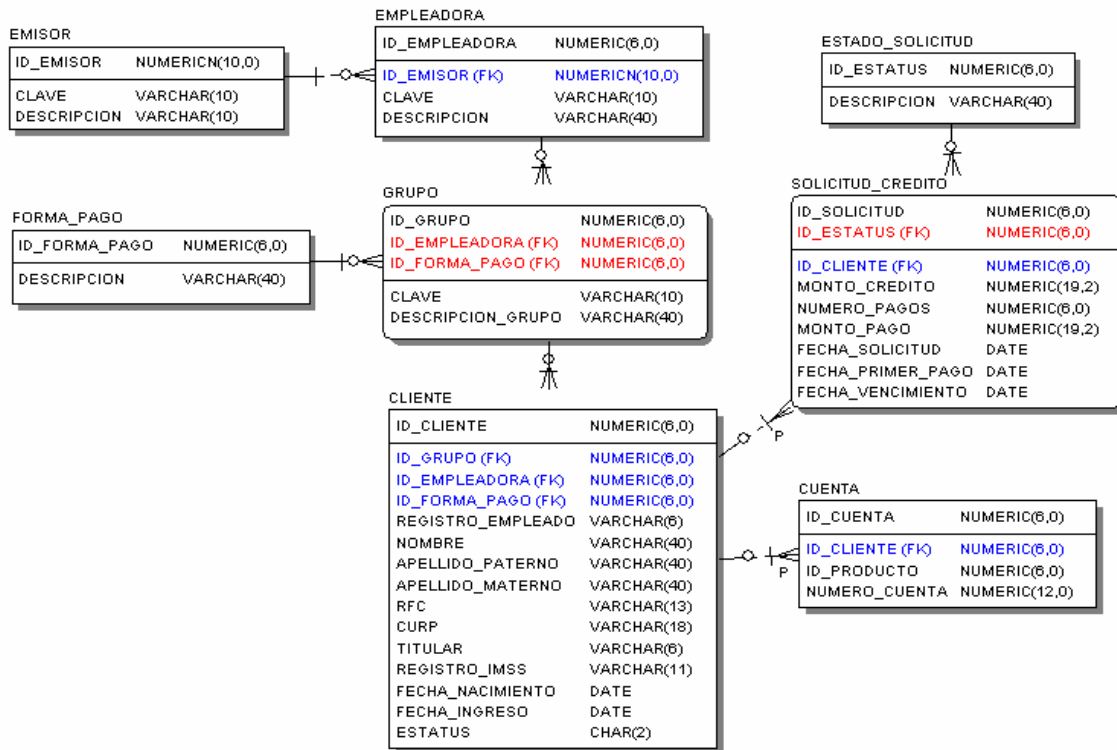 EMISOR
ID_EMISOR NUMERICN(10,0)
CLAVE VARCHAR(10)
DESCRIPCION VARCHAR(10)
EMPLEADORA
ID_EMPLEADORA NUMERIC(6,0)
ID_EMISOR (FK) NUMERICN(10,0)
CLAVE VARCHAR(10)
DESCRIPCION VARCHAR(40)
ESTADO_SOLICITUD
ID_ESTATUS NUMERIC(6,0)
DESCRIPCION VARCHAR(40)
FORMA_PAGO
ID_FORMA_PAGO NUMERIC(6,0)
DESCRIPCION VARCHAR(40)
GRUPO
ID_GRUPO NUMERIC(6,0)
ID_EMPLEADORA (FK) NUMERIC(6,0)
ID_FORMA_PAGO (FK) NUMERIC(6,0)
CLAVE VARCHAR(10)
DESCRIPCION_GRUPO VARCHAR(40)
SOLICITUD_CREDITO
ID_SOLICITUD NUMERIC(6,0)
ID_ESTATUS (FK) NUMERIC(6,0)
ID_CLIENTE (FK) NUMERIC(6,0)
MONTO_CREDITO NUMERIC(19,2)
NUMERO_PAGOS NUMERIC(6,0)
MONTO_PAGO NUMERIC(19,2)
FECHA_SOLICITUD DATE
FECHA_PRIMER_PAGO DATE
FECHA_VENCIMIENTO DATE
P
CLIENTE
ID_CLIENTE NUMERIC(6,0)
ID_GRUPO (FK) NUMERIC(6,0)
ID_EMPLEADORA (FK) NUMERIC(6,0)
ID_FORMA_PAGO (FK) NUMERIC(6,0)
REGISTRO_EMPLEADO VARCHAR(6)
NOMBRE VARCHAR(40)
APELLIDO_PATERNO VARCHAR(40)
APELLIDO_MATERNO VARCHAR(40)
RFC VARCHAR(13)
CURP VARCHAR(18)
TITULAR VARCHAR(6)
REGISTRO_IMSS VARCHAR(11)
FECHA_NACIMIENTO DATE
FECHA_INGRESO DATE
ESTATUS CHAR(2)
P
CUENTA
ID_CUENTA NUMERIC(6,0)
ID_CLIENTE (FK) NUMERIC(6,0)
ID_PRODUCTO NUMERIC(6,0)
NUMERO_CUENTA NUMERIC(12,0)